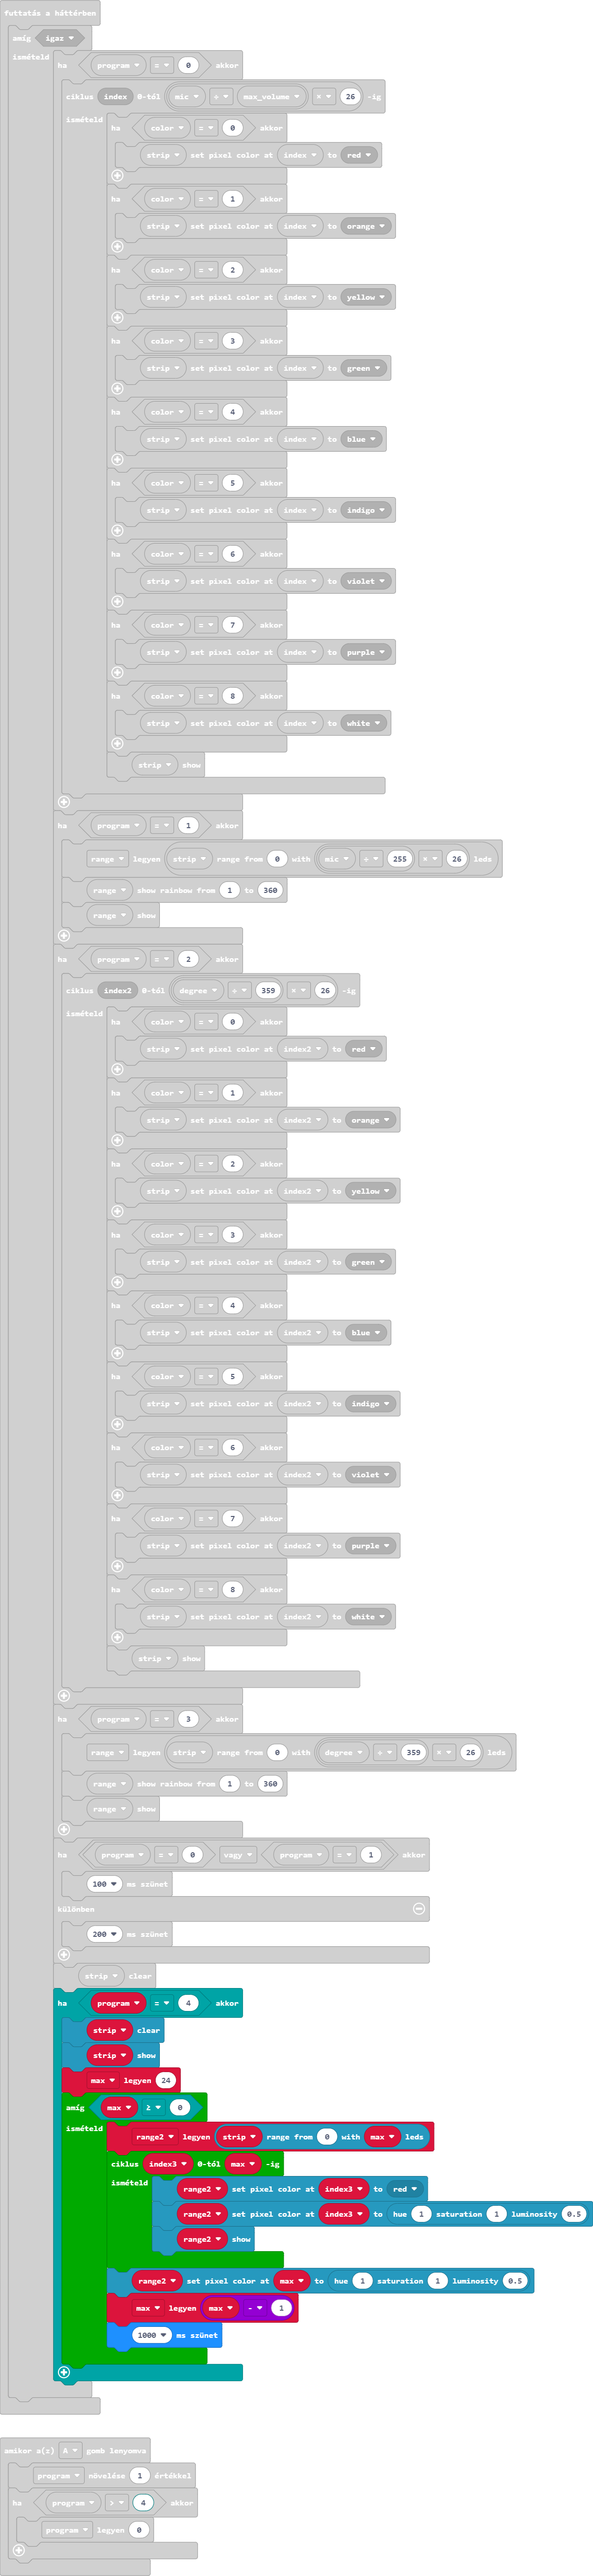 futtatás a háttérben
amíg igaz
ismételd
ha program = 0 akkor
ciklus index 0-tól mic ÷ max_volume × 26 -ig
ismételd
ha color = 0 akkor
strip set pixel color at index to red
ha color = 1 akkor
strip set pixel color at index to orange
ha color = 2 akkor
strip set pixel color at index to yellow
ha color = 3 akkor
strip set pixel color at index to green
ha color = 4 akkor
strip set pixel color at index to blue
ha color = 5 akkor
strip set pixel color at index to indigo
ha color = 6 akkor
strip set pixel color at index to violet
ha color = 7 akkor
strip set pixel color at index to purple
ha color = 8 akkor
strip set pixel color at index to white
strip show
ha program = 1 akkor
range legyen strip range from 0 with mic ÷ 255 × 26 leds
range show rainbow from 1 to 360
range show
ha program = 2 akkor
ciklus index2 0-tól degree ÷ 359 × 26 -ig
ismételd
ha color = 0 akkor
strip set pixel color at index2 to red
ha color = 1 akkor
strip set pixel color at index2 to orange
ha color = 2 akkor
strip set pixel color at index2 to yellow
ha color = 3 akkor
strip set pixel color at index2 to green
ha color = 4 akkor
strip set pixel color at index2 to blue
ha color = 5 akkor
strip set pixel color at index2 to indigo
ha color = 6 akkor
strip set pixel color at index2 to violet
ha color = 7 akkor
strip set pixel color at index2 to purple
ha color = 8 akkor
strip set pixel color at index2 to white
strip show
ha program = 3 akkor
range legyen strip range from 0 with degree ÷ 359 × 26 leds
range show rainbow from 1 to 360
range show
ha program = 0 vagy program = 1 akkor
100 ms szünet
különben
200 ms szünet
strip clear
ha program = 4 akkor
strip clear
strip show
max legyen 24
amíg max ≥ 0
ismételd
range2 legyen strip range from 0 with max leds
ciklus index3 0-tól max -ig
ismételd
range2 set pixel color at index3 to red
range2 set pixel color at index3 to hue 1 saturation 1 luminosity 0.5
range2 show
range2 set pixel color at max to hue 1 saturation 1 luminosity 0.5
max legyen max - 1
1000 ms szünet
amikor a(z) A gomb lenyomva
program növelése 1 értékkel
ha program > 4 akkor
program legyen 0